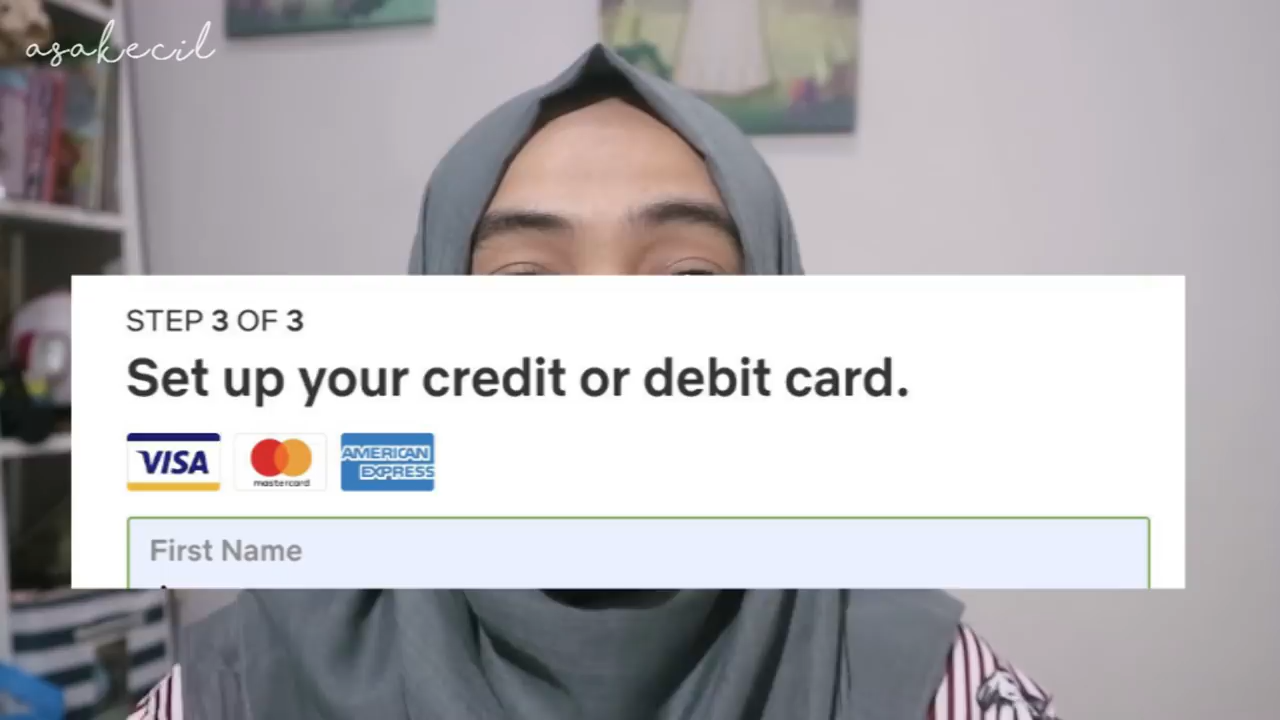 asakecil
STEP 3 OF 3
Set up your credit or debit card.
VISA
mastercard
AMERICAN
EXPRESS
First Name